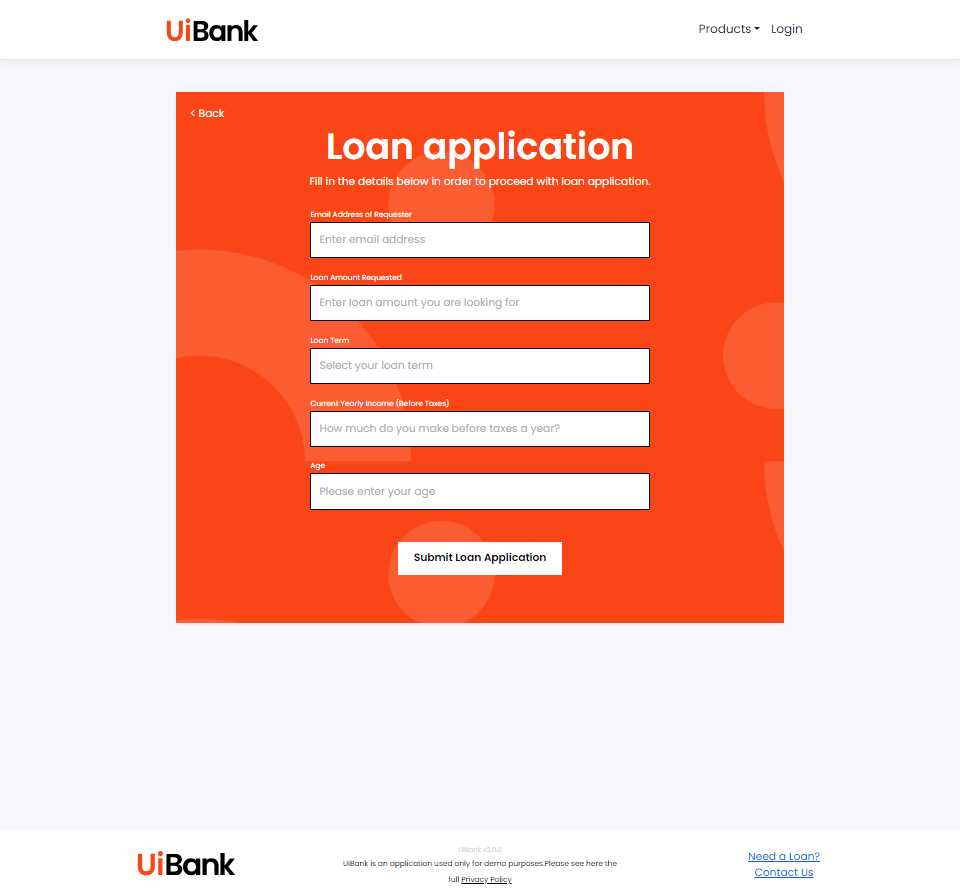 UiBank
Products Login
< Back
Loan application
Fill in the details below in order to proceed with loan application.
Email Address of Requester
Enter email address
Loan Amount Requested
Enter loan amount you are looking for
Loan Term
Select your loan term
Current Yearly Income (Before Taxes)
How much do you make before taxes a year?
Age
Please enter your age
Submit Loan Application
UiBank
UiBank v3.0.0
UiBank is an application used only for demo purposes.Please see here the
full Privacy Policy
Need a Loan?
Contact Us